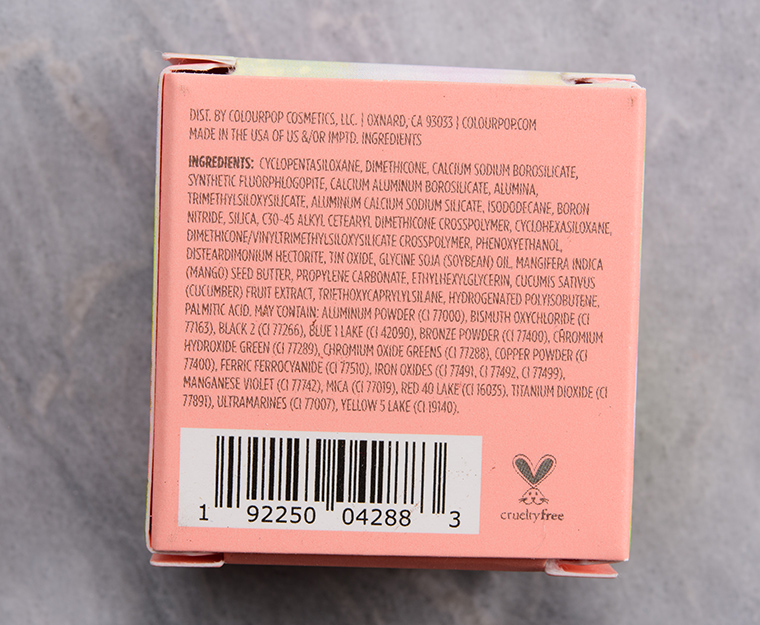 DIST. BY COLOURPOP COSMETICS, LLC. | OXNARD, CA 93033 | COLOURPOP.COM
MADE IN THE USA OF US &/OR IMPTD. INGREDIENTS
INGREDIENTS: CYCLOPENTASILOXANE, DIMETHICONE, CALCIUM SODIUM BOROSILICATE,
SYNTHETIC FLUORPHLOGOPITE, CALCIUM ALUMINUM BOROSILICATE, ALUMINA,
TRIMETHYLSILOXYSILICATE, ALUMINUM CALCIUM SODIUM SILICATE, ISODODECANE, BORON
NITRIDE, SILICA, C30-45 ALKYL CETEARYL DIMETHICONE CROSSPOLYMER, CYCLOHEXASILOXANE,
DIMETHICONE/VINYLTRIMETHYLSILOXYSILICATE CROSSPOLYMER, PHENOXYETHANOL,
DISTEARDIMONIUM HECTORITE, TIN OXIDE, GLYCINE SOJA (SOYBEAN) OIL, MANGIFERA INDICA
(MANGO) SEED BUTTER, PROPYLENE CARBONATE, ETHYLHEXYLGLYCERIN, CUCUMIS SATIVUS
(CUCUMBER) FRUIT EXTRACT, TRIETHOXYCAPRYLYLSILANE, HYDROGENATED POLYISOBUTENE,
PALMITIC ACID. MAY CONTAIN: ALUMINUM POWDER (CI 77000), BISMUTH OXYCHLORIDE (CI
77163), BLACK 2 (CI 77266), BLUE 1 LAKE (CI 42090), BRONZE POWDER (CI 77400), CHROMIUM
HYDROXIDE GREEN (CI 77289), CHROMIUM OXIDE GREENS (CI 77288), COPPER POWDER (CI
77400), FERRIC FERROCYANIDE (CI 77510), IRON OXIDES (CI 77491, CI 77492, CI 77499),
MANGANESE VIOLET (CI 77742), MICA (CI 77019), RED 40 LAKE (CI 16035), TITANIUM DIOXIDE (CI
77891), ULTRAMARINES (CI 77007), YELLOW 5 LAKE (CI 19140).
1 92250 04288 3
crueltyfree